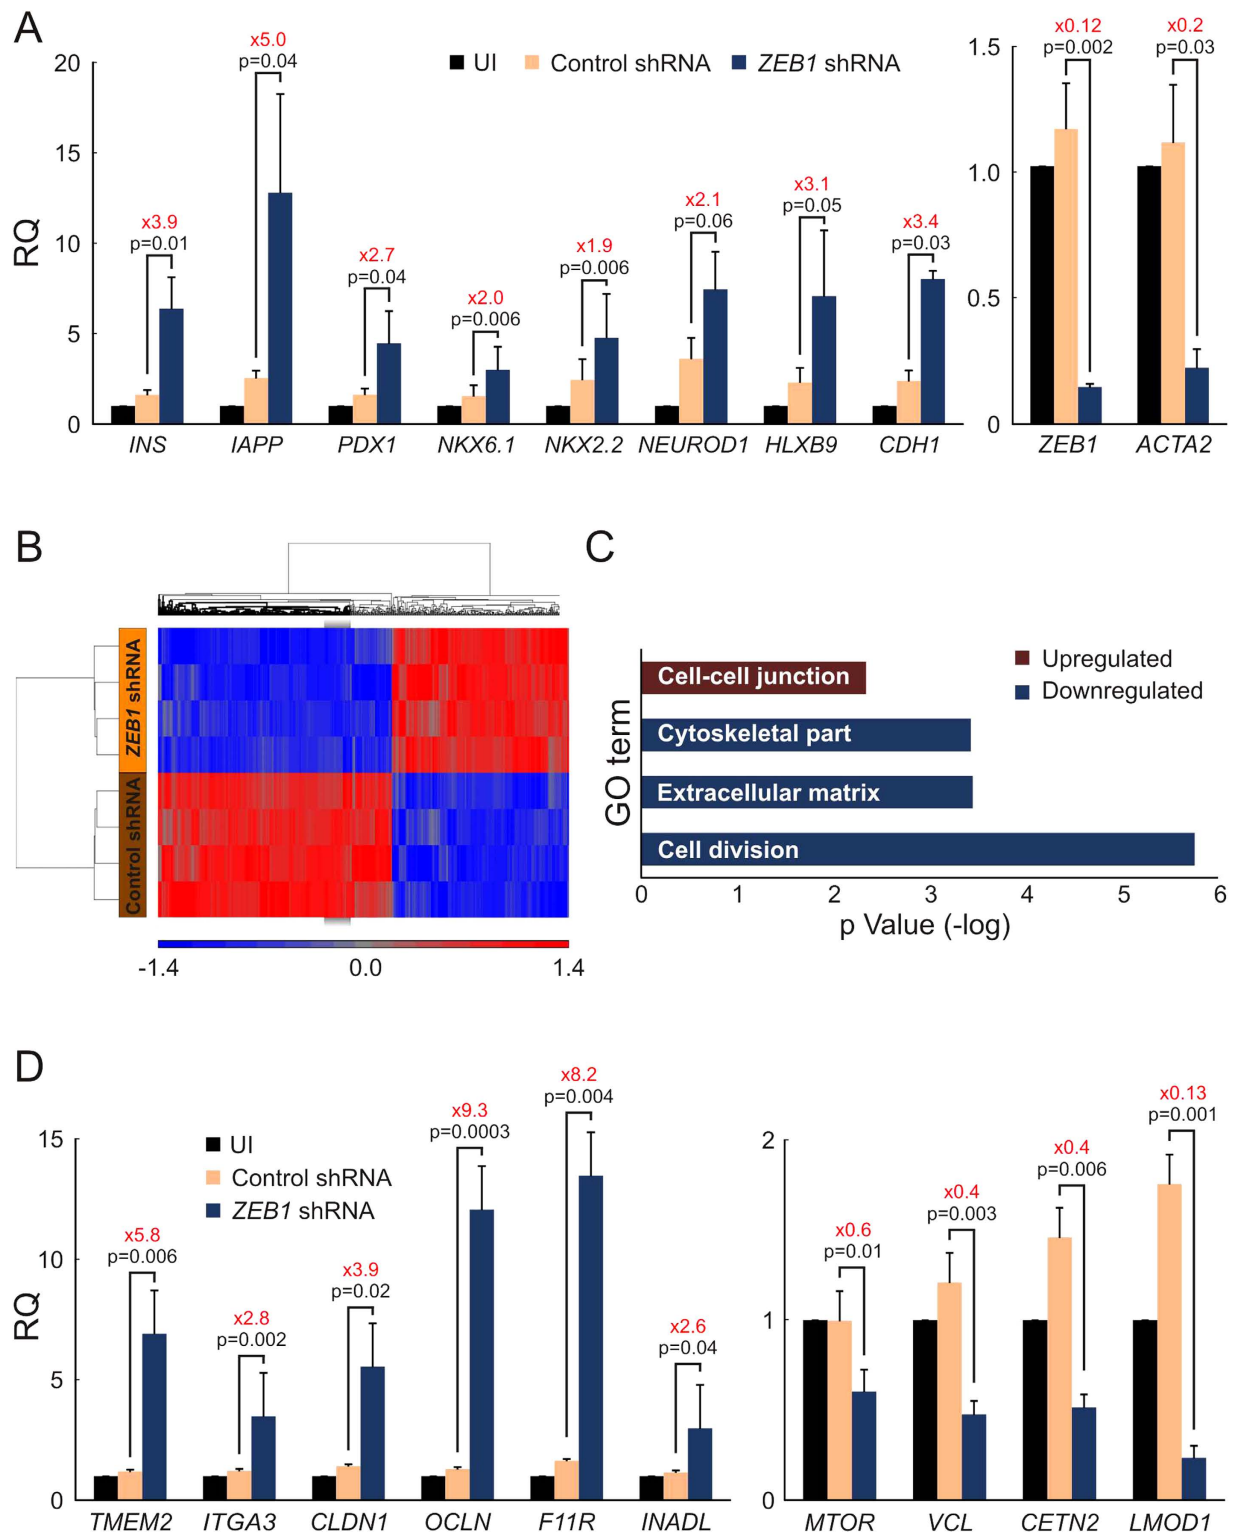 A
UI Control shRNA ZEB1 shRNA
RQ
20
15
10
5
0
x3.9
p=0.01
x5.0
p=0.04
x2.7
p=0.04
x2.0
p=0.006
x1.9
p=0.006
x2.1
p=0.06
x3.1
p=0.05
x3.4
p=0.03
INS IAPP PDX1 NKX6.1 NKX2.2 NEUROD1 HLXB9 CDH1
1.5
1.0
0.5
0
x0.12
p=0.002
x0.2
p=0.03
ZEB1 ACTA2
B
ZEB1 shRNA
Control shRNA
-1.4 0.0 1.4
C
Upregulated
Downregulated
GO term
Cell-cell junction
Cytoskeletal part
Extracellular matrix
Cell division
0 1 2 3 4 5 6
p Value (-log)
D
UI
Control shRNA
ZEB1 shRNA
RQ
15
10
5
0
x5.8
p=0.006
x2.8
p=0.002
x3.9
p=0.02
x9.3
p=0.0003
x8.2
p=0.004
x2.6
p=0.04
TMEM2 ITGA3 CLDN1 OCLN F11R INADL
2
1
0
x0.6
p=0.01
x0.4
p=0.003
x0.4
p=0.006
x0.13
p=0.001
MTOR VCL CETN2 LMOD1